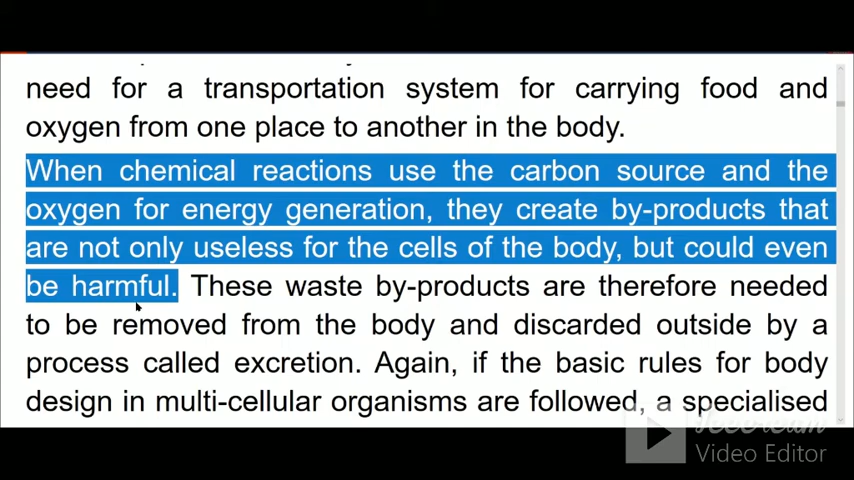 need for a transportation system for carrying food and
oxygen from one place to another in the body.
When chemical reactions use the carbon source and the
oxygen for energy generation, they create by-products that
are not only useless for the cells of the body, but could even
be harmful. These waste by-products are therefore needed
to be removed from the body and discarded outside by a
process called excretion. Again, if the basic rules for body
design in multi-cellular organisms are followed, a specialised
Video Editor